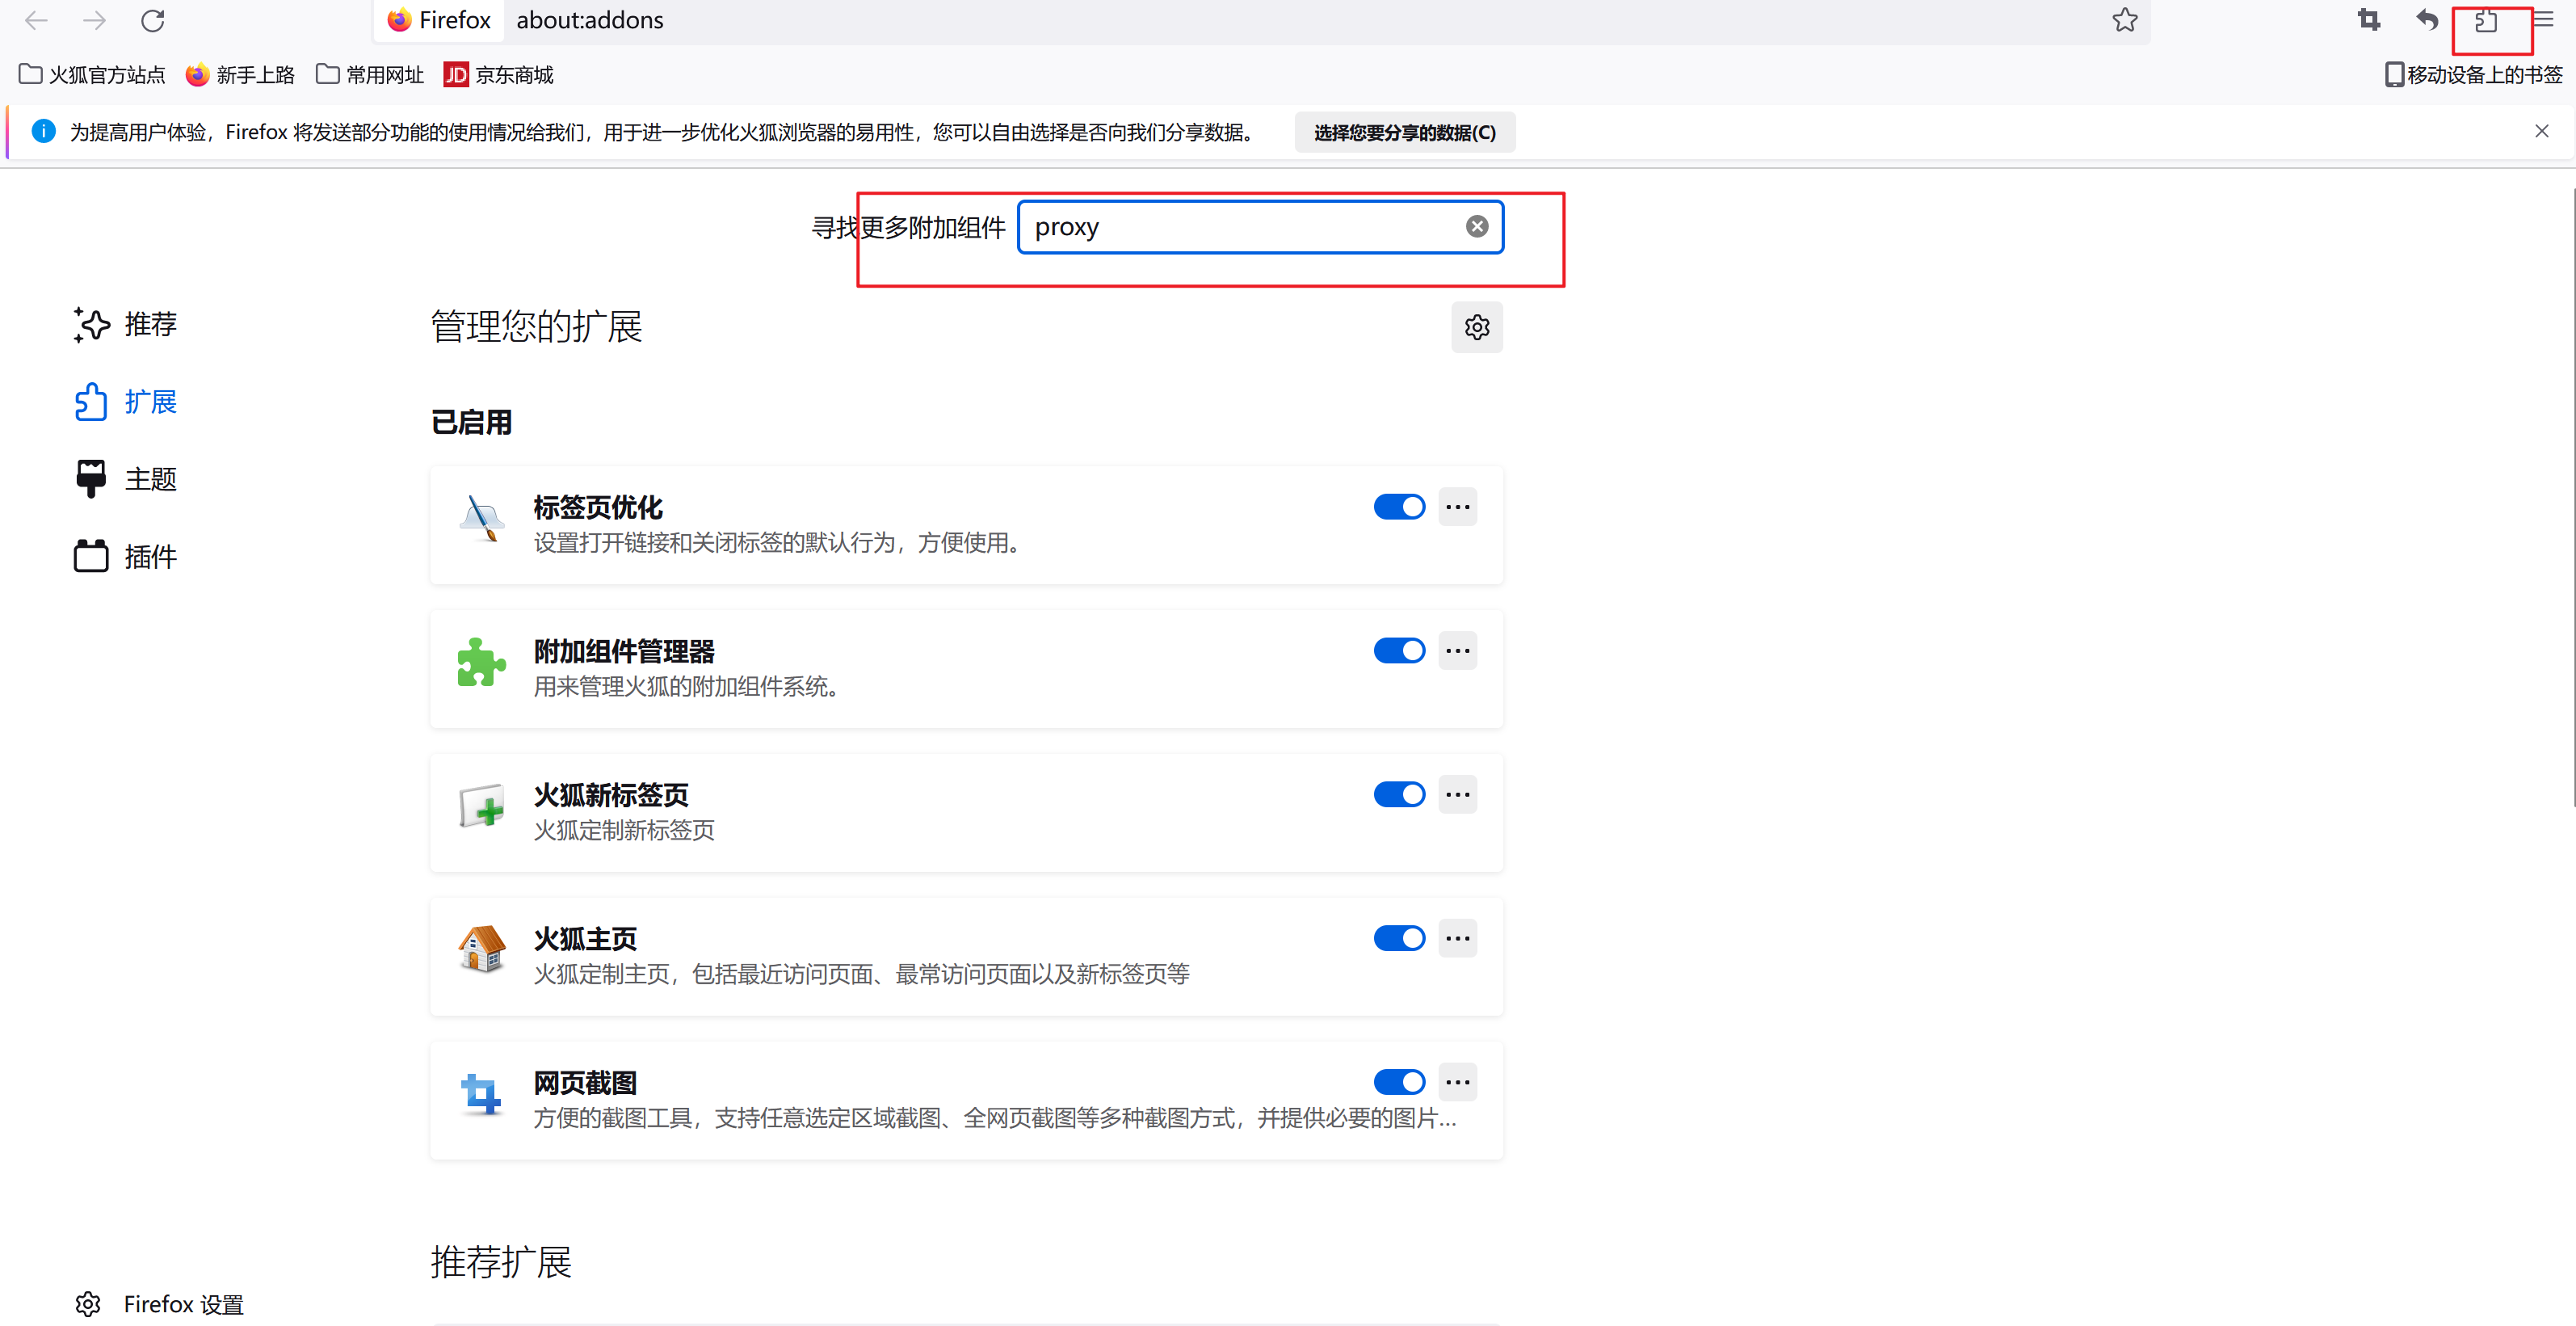 Firefox about:addons
火狐官方站点 新手上路 常用网址 JD 京东商城 移动设备上的书签
为提高用户体验，Firefox 将发送部分功能的使用情况给我们，用于进一步优化火狐浏览器的易用性，您可以自由选择是否向我们分享数据。 选择您要分享的数据(C)
寻找更多附加组件 proxy
推荐
扩展
主题
插件
Firefox 设置
管理您的扩展
已启用
标签页优化
设置打开链接和关闭标签的默认行为，方便使用。
附加组件管理器
用来管理火狐的附加组件系统。
火狐新标签页
火狐定制新标签页
火狐主页
火狐定制主页，包括最近访问页面、最常访问页面以及新标签页等
网页截图
方便的截图工具，支持任意选定区域截图、全网页截图等多种截图方式，并提供必要的图片...
推荐扩展